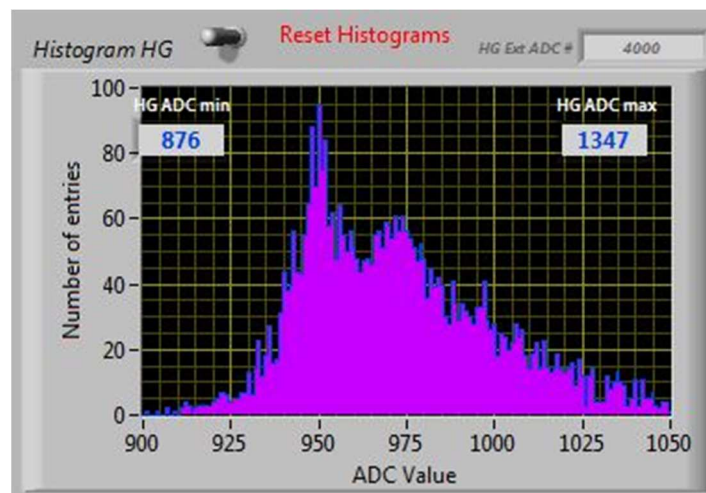 Histogram HG
Reset Histograms
HG Ext ADC #
4000
HG ADC min
876
HG ADC max
1347
Number of entries
100
80
60
40
20
0
900 925 950 975 1000 1025 1050
ADC Value